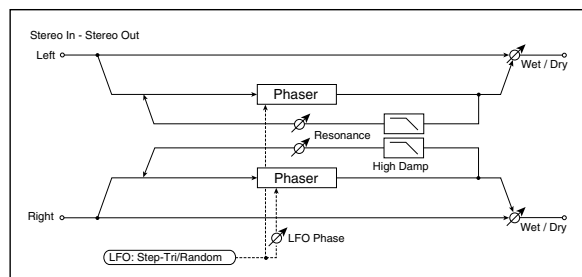 Stereo In - Stereo Out
Left
Wet / Dry
Phaser
Resonance
High Damp
Phaser
Right
Wet / Dry
LFO Phase
LFO: Step-Tri/Random